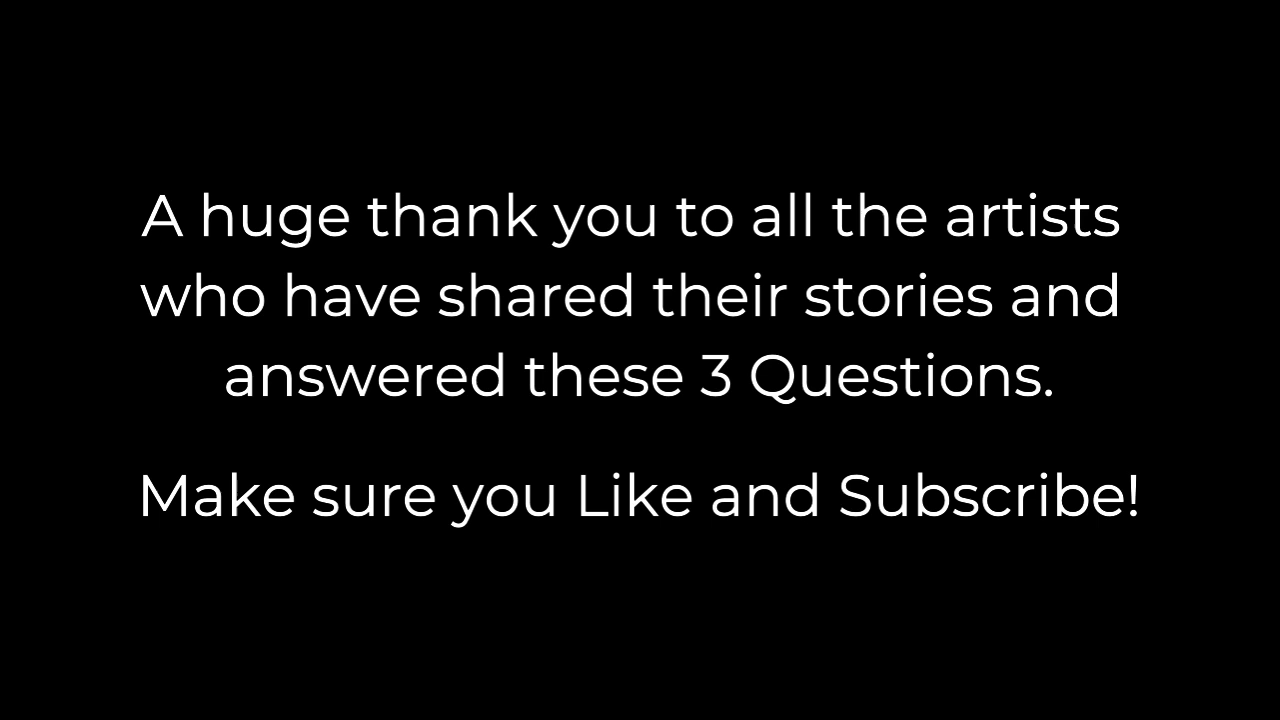 A huge thank you to all the artists
who have shared their stories and
answered these 3 Questions.
Make sure you Like and Subscribe!